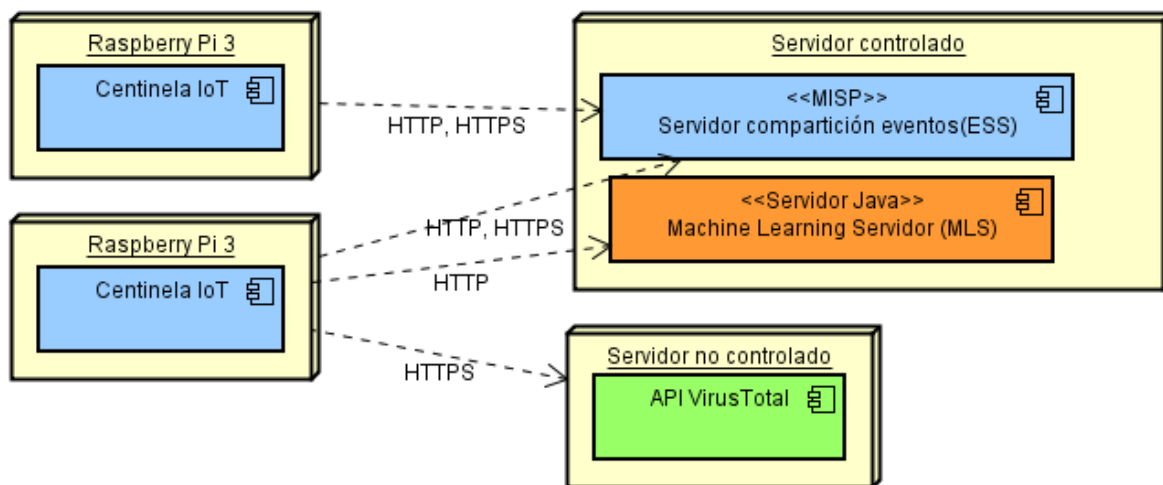 Raspberry Pi 3
Centinela IoT
HTTP, HTTPS
Servidor controlado
<<MISP>>
Servidor compartición eventos(ESS)
<<Servidor Java>>
Machine Learning Servidor (MLS)
Raspberry Pi 3
Centinela IoT
HTTP, HTTPS
HTTP
HTTPS
Servidor no controlado
API VirusTotal